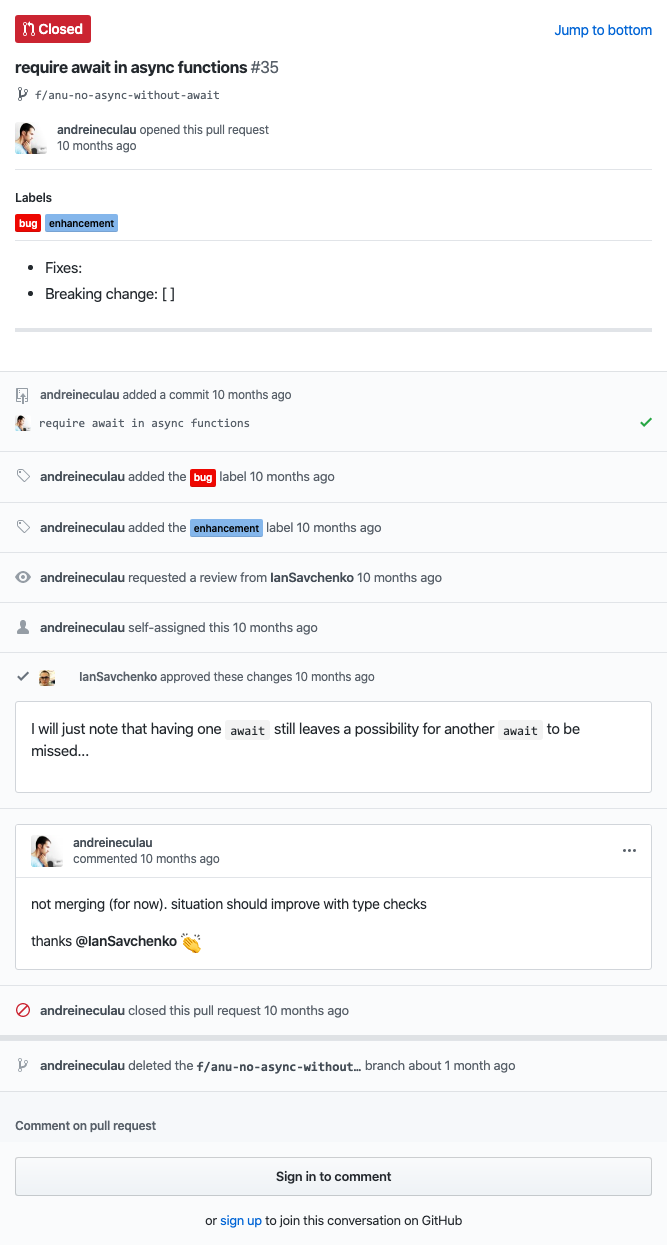 Closed
Jump to bottom
require await in async functions #35
f/anu-no-async-without-await
andreineculau opened this pull request
10 months ago
Labels
bug enhancement
Fixes:
Breaking change: [ ]
andreineculau added a commit 10 months ago
require await in async functions
andreineculau added the bug label 10 months ago
andreineculau added the enhancement label 10 months ago
andreineculau requested a review from IanSavchenko 10 months ago
andreineculau self-assigned this 10 months ago
IanSavchenko approved these changes 10 months ago
I will just note that having one await still leaves a possibility for another await to be
missed...
andreineculau
commented 10 months ago
not merging (for now). situation should improve with type checks
thanks @IanSavchenko 👏
andreineculau closed this pull request 10 months ago
andreineculau deleted the f/anu-no-async-without… branch about 1 month ago
Comment on pull request
Sign in to comment
or sign up to join this conversation on GitHub